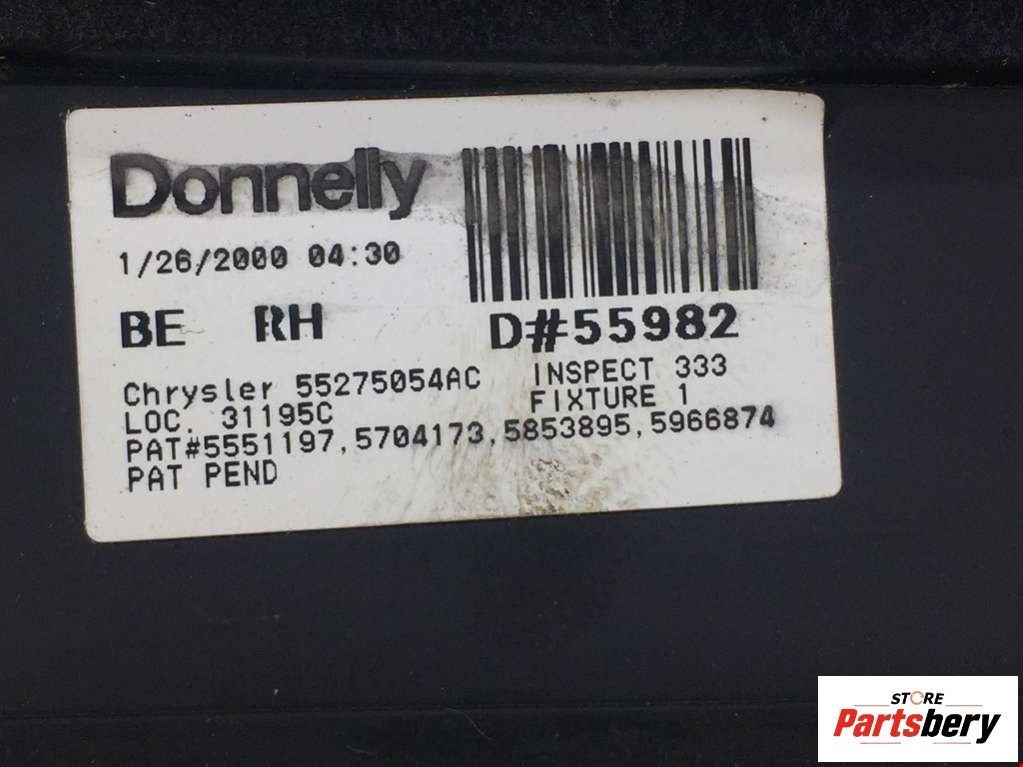 Donnelly
1/26/2000 04:30
BE RH D#55982
Chrysler 55275054AC INSPECT 333
LOC. 31195C FIXTURE 1
PAT#5551197,5704173,5853895,5966874
PAT PEND
STORE
Partsbery